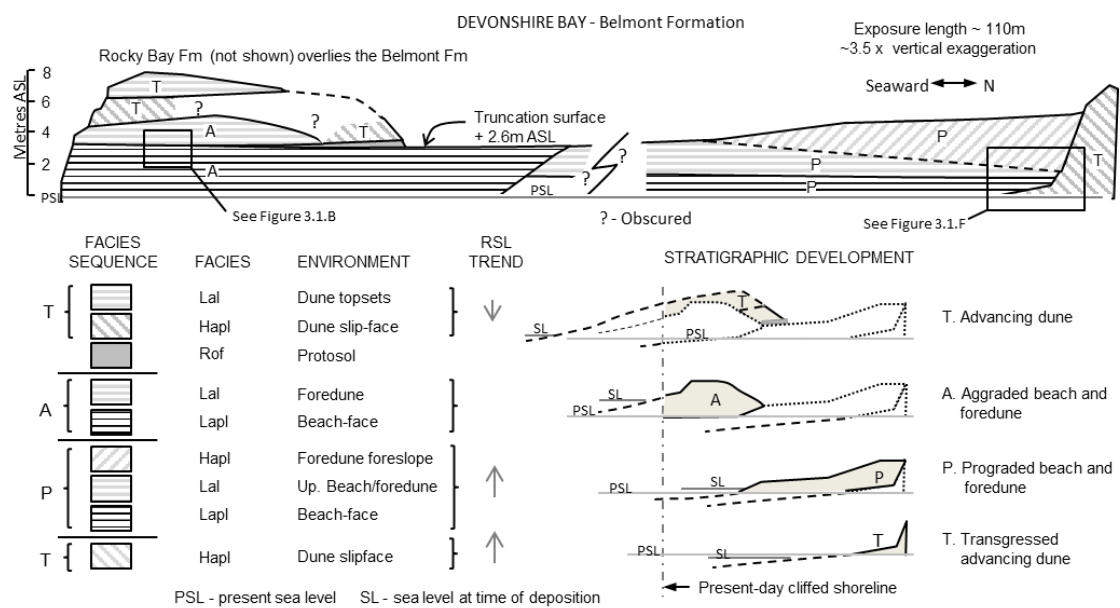 DEVONSHIRE BAY - Belmont Formation
Exposure length ~ 110m
~3.5 x vertical exaggeration
Rocky Bay Fm (not shown) overlies the Belmont Fm
Seaward N
Metres ASL
8
6
4
2
PSL
T
T
?
?
A
T
A
Truncation surface
+ 2.6m ASL
?
?
?
PSL
P
P
P
T
See Figure 3.1.B
? - Obscured
See Figure 3.1.F
FACIES
SEQUENCE
FACIES
ENVIRONMENT
RSL
TREND
STRATIGRAPHIC DEVELOPMENT
T
Lal
Dune topsets
Hapl
Dune slip-face
Rof
Protosol
A
Lal
Foredune
Lapl
Beach-face
P
Hapl
Foredune foreslope
Lal
Up. Beach/foredune
Lapl
Beach-face
T
Hapl
Dune slipface
SL
PSL
T
T. Advancing dune
SL
PSL
A
A. Aggraded beach and
foredune
PSL
SL
P
P. Prograded beach and
foredune
PSL
SL
T
T. Transgressed
advancing dune
Present-day cliffed shoreline
PSL - present sea level SL - sea level at time of deposition